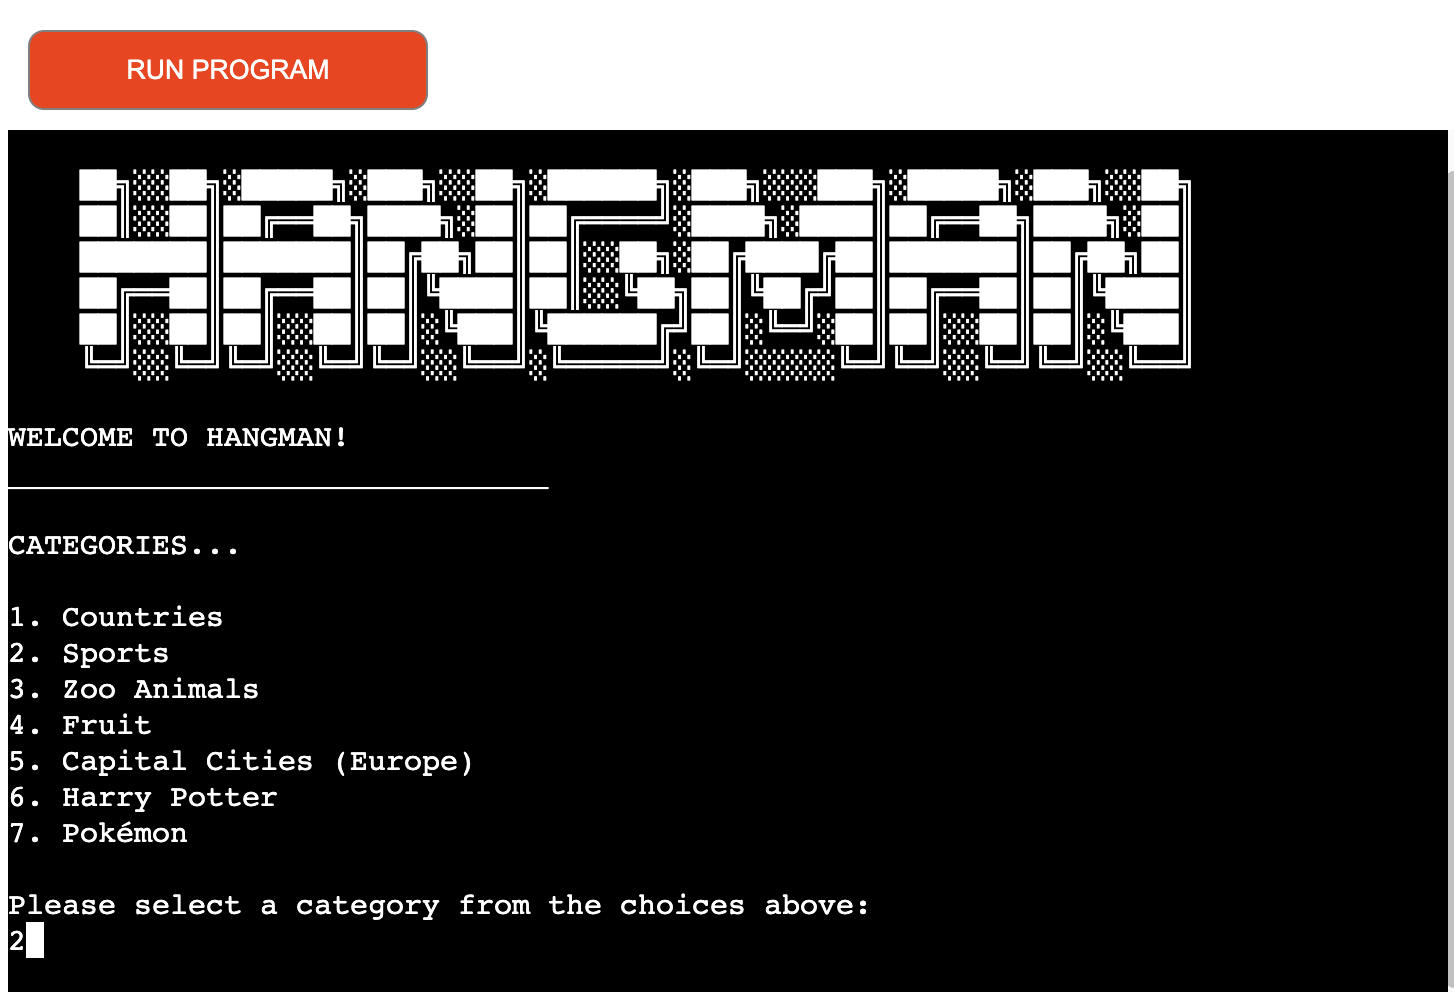 RUN PROGRAM
HANGMAN
WELCOME TO HANGMAN!
______________________________
CATEGORIES...
1. Countries
2. Sports
3. Zoo Animals
4. Fruit
5. Capital Cities (Europe)
6. Harry Potter
7. Pokémon
Please select a category from the choices above:
2